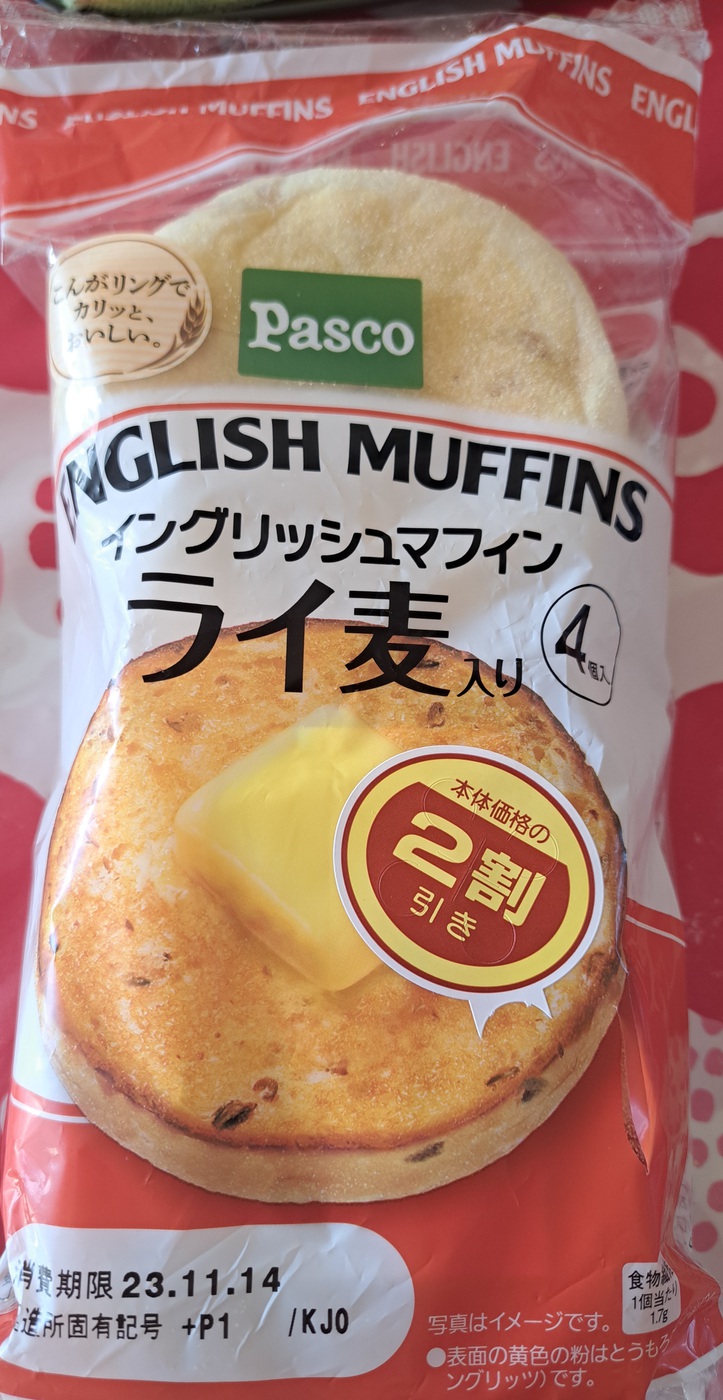 ENGLISH MUFFINS
ENGLISH MUFFINS
こんがリングで
カリッと、
おいしい。
Pasco
ENGLISH MUFFINS
イングリッシュマフィン
ライ麦入り
4個入
本体価格の
2割
引き
消費期限 23.11.14
造所固有記号 +P1 /KJ0
写真はイメージです。
●表面の黄色の粉はとうもろ
ングリッツ)です。
食物
1個当たり
1.7g